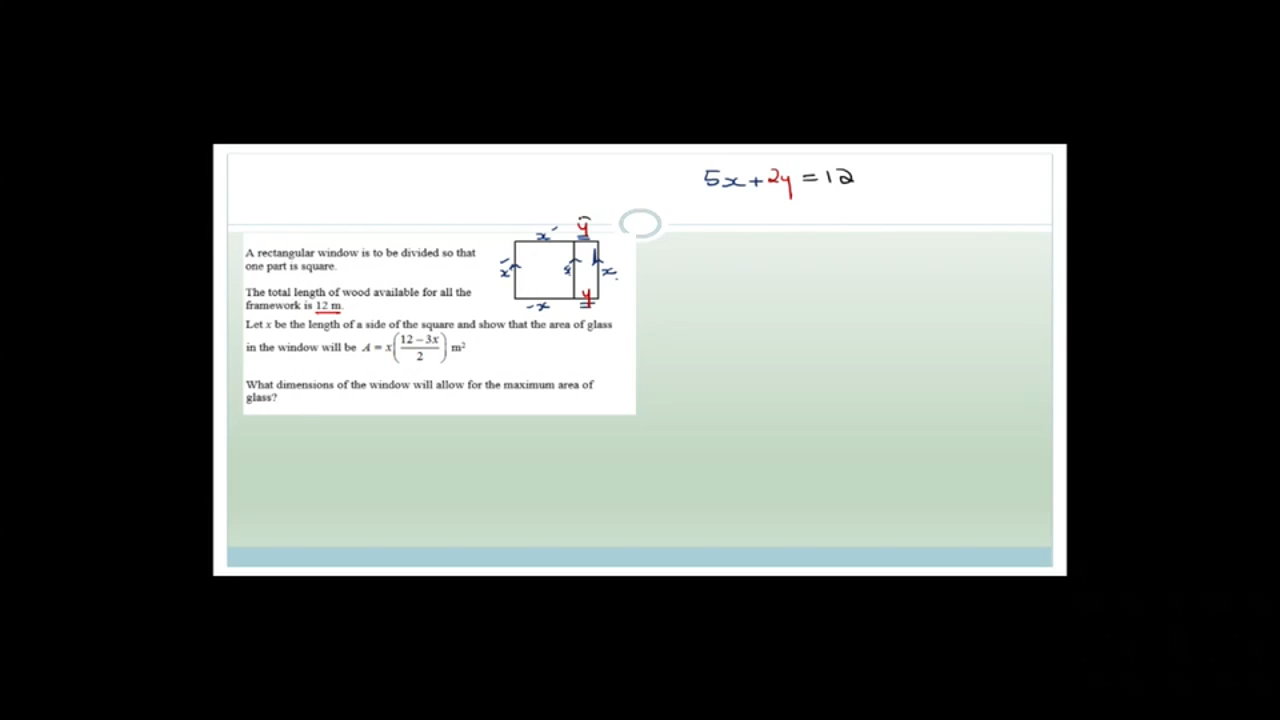 5x+2y=12
y
x
A rectangular window is to be divided so that
one part is square.
x x x
The total length of wood available for all the
framework is 12 m.
x y
Let x be the length of a side of the square and show that the area of glass
in the window will be A = x((12 − 3x)/2) m²
What dimensions of the window will allow for the maximum area of
glass?